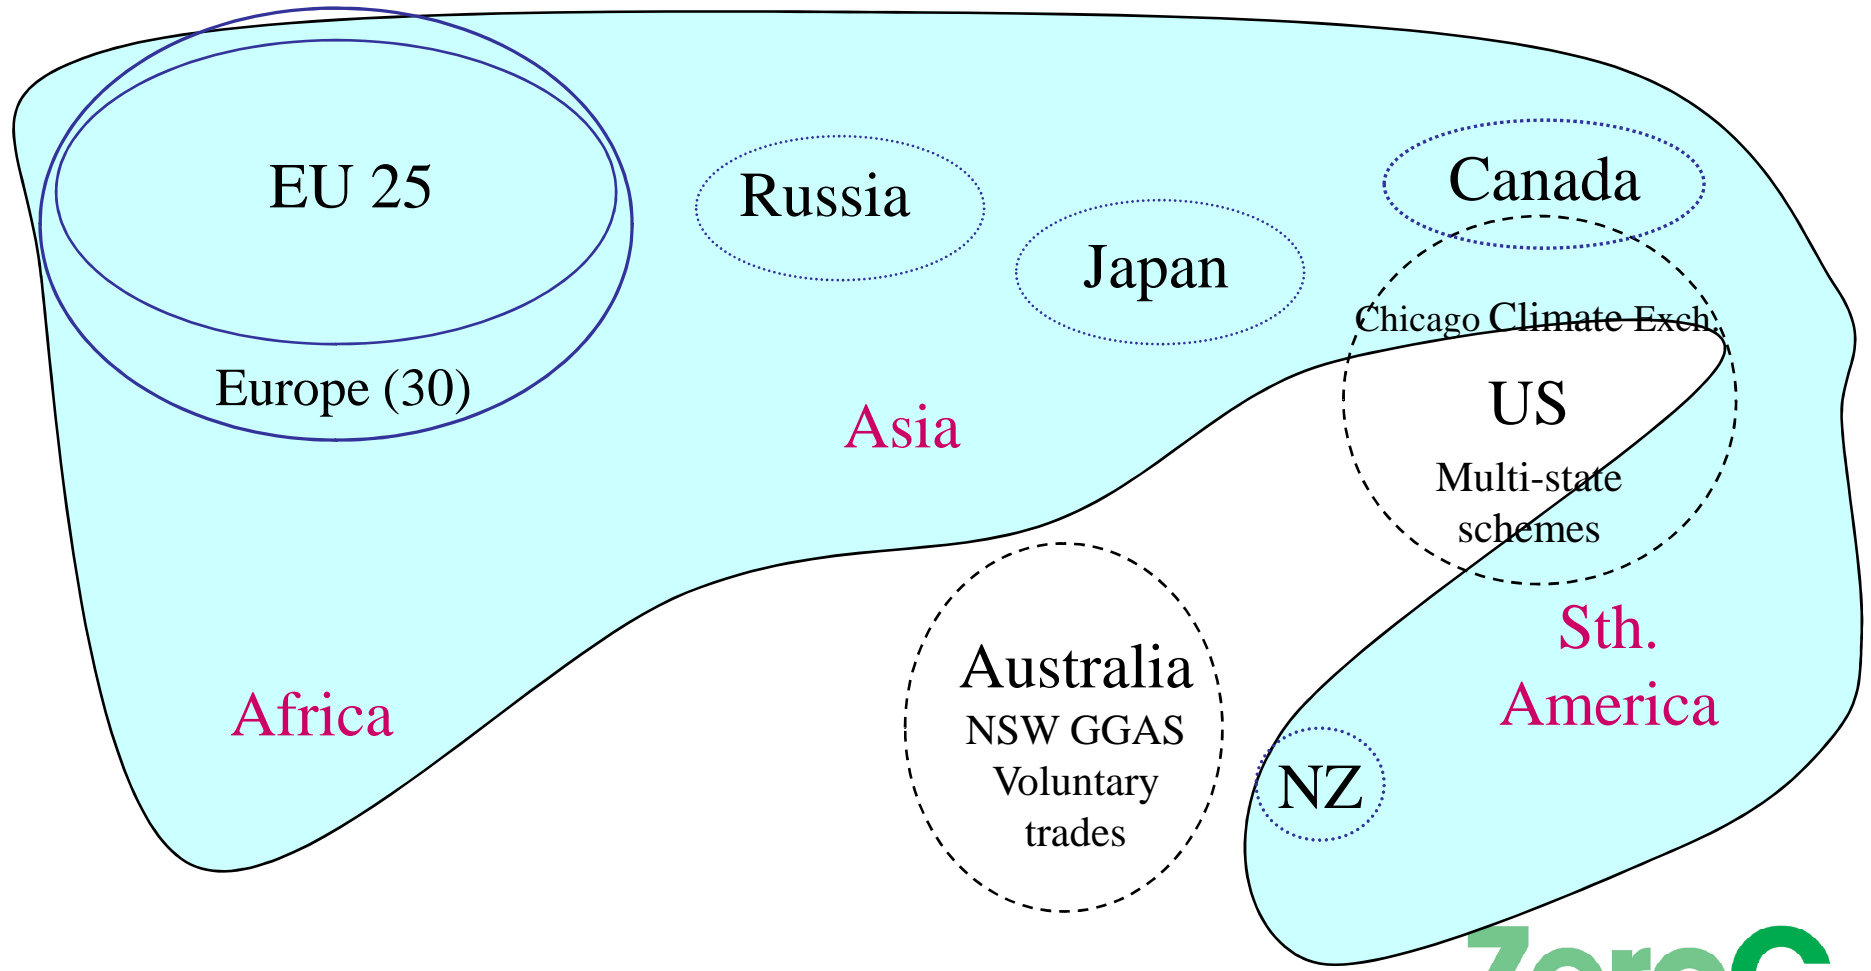 EU 25
Europe (30)
Russia
Japan
Canada
Chicago Climate Exch.
US
Multi-state
schemes
Asia
Africa
Australia
NSW GGAS
Voluntary
trades
NZ
Sth.
America